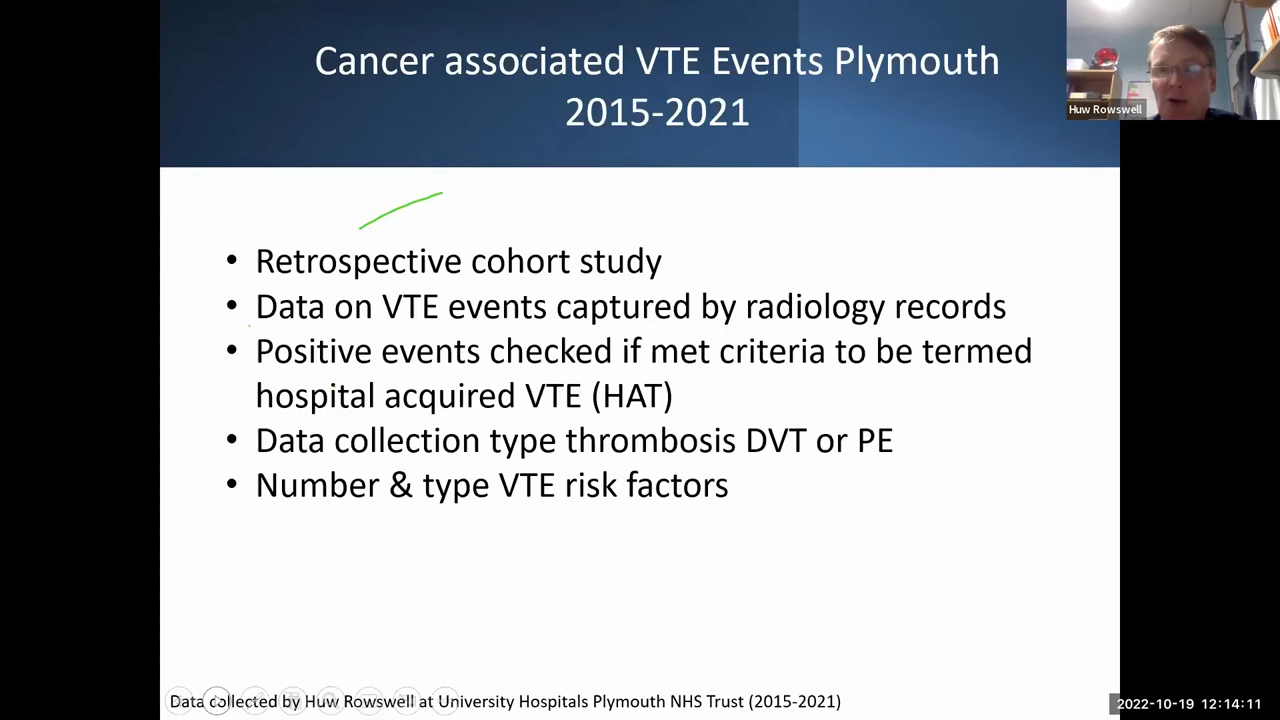 Cancer associated VTE Events Plymouth
2015-2021
Huw Rowswell
• Retrospective cohort study
• Data on VTE events captured by radiology records
• Positive events checked if met criteria to be termed
hospital acquired VTE (HAT)
• Data collection type thrombosis DVT or PE
• Number & type VTE risk factors
Data collected by Huw Rowswell at University Hospitals Plymouth NHS Trust (2015-2021)
2022-10-19 12:14:11